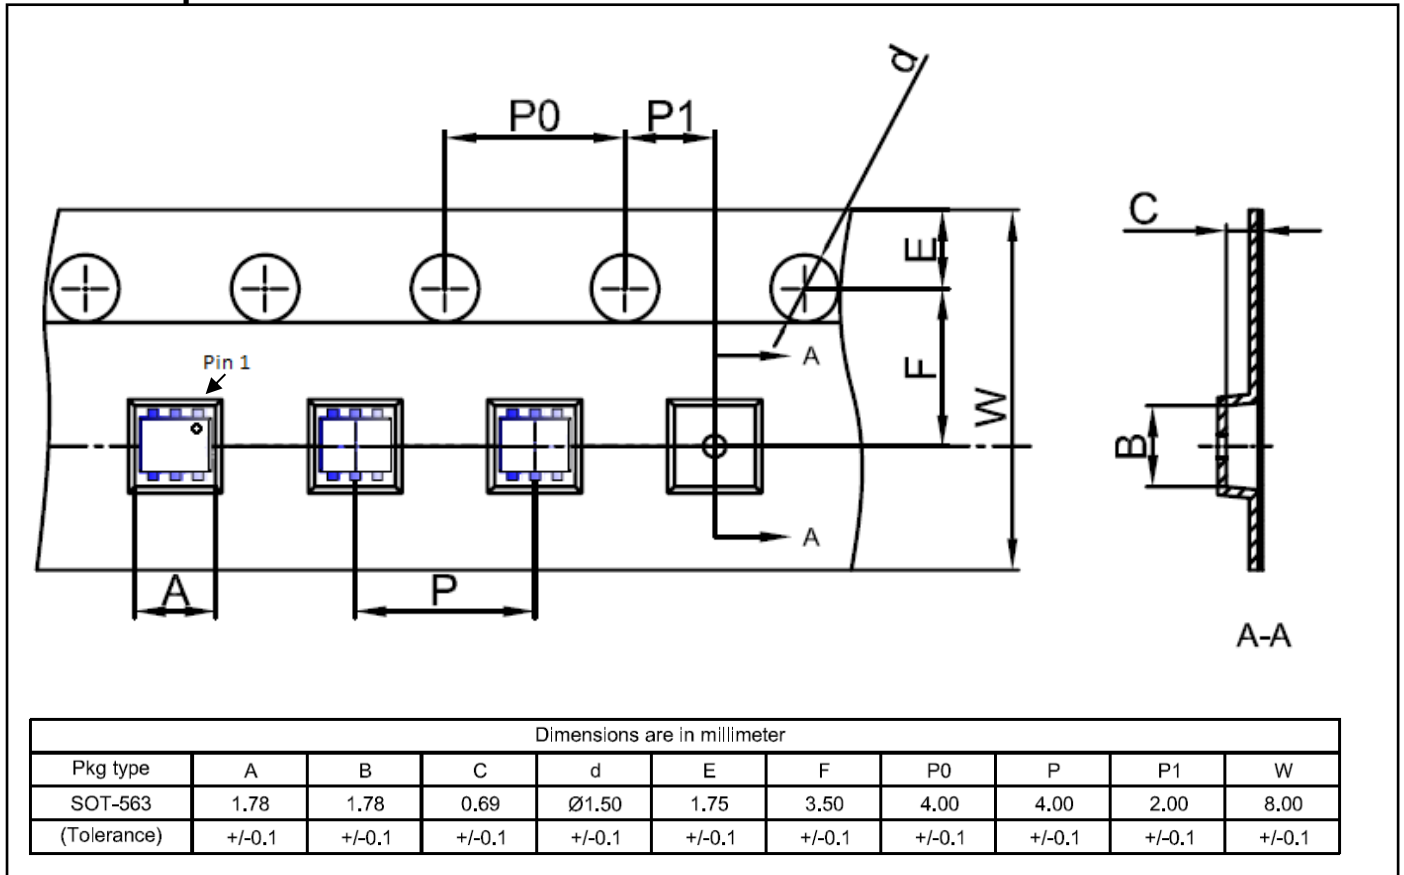 d
P0 P1
C
E
Pin 1
A
F
W
B
A
A P
A-A
Dimensions are in millimeter
Pkg type A B C d E F P0 P P1 W
SOT-563 1.78 1.78 0.69 Ø1.50 1.75 3.50 4.00 4.00 2.00 8.00
(Tolerance) +/-0.1 +/-0.1 +/-0.1 +/-0.1 +/-0.1 +/-0.1 +/-0.1 +/-0.1 +/-0.1 +/-0.1